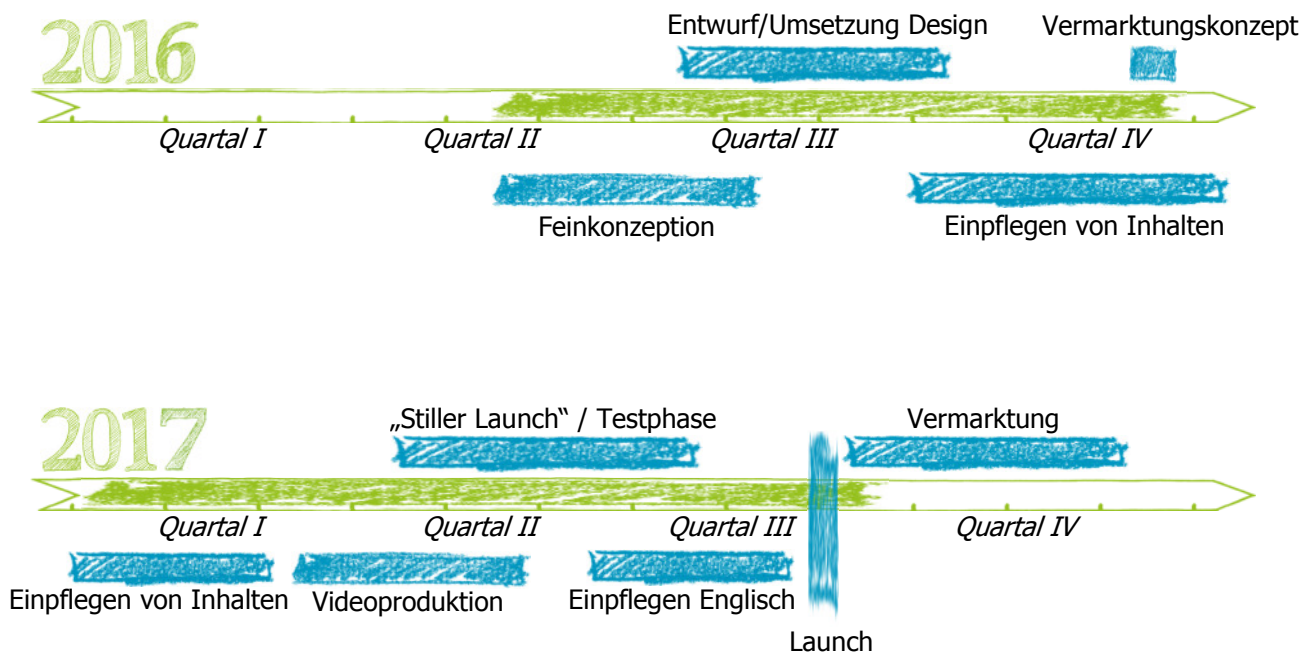 2016
Entwurf/Umsetzung Design
Vermarktungskonzept
Quartal I
Quartal II
Quartal III
Quartal IV
Feinkonzeption
Einpflegen von Inhalten
2017
„Stiller Launch“ / Testphase
Vermarktung
Quartal I
Quartal II
Quartal III
Quartal IV
Einpflegen von Inhalten
Videoproduktion
Einpflegen Englisch
Launch